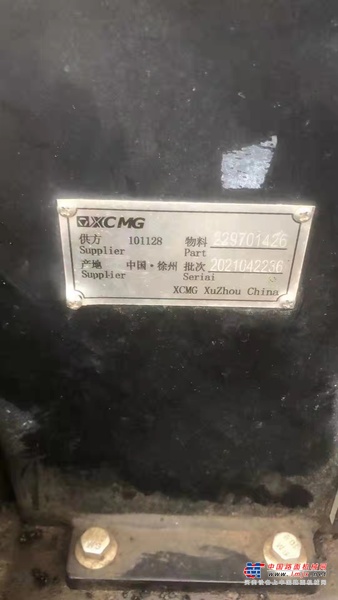 XCMG
供方 101128 物料 229701426
Supplier Part
产地 中国·徐州 批次 2021042236
Supplier Serial
XCMG XuZhou China
中国路面机械网